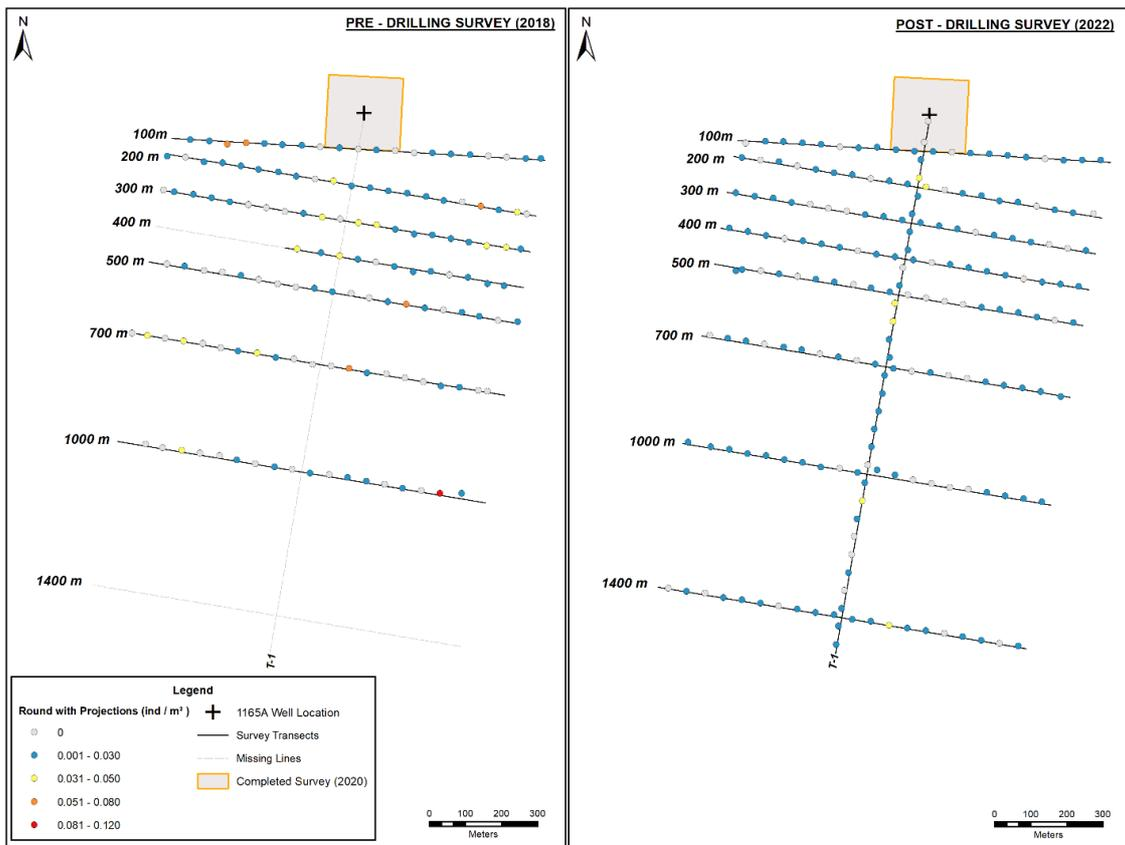 PRE - DRILLING SURVEY (2018)
N
100m
200 m
300 m
400 m
500 m
700 m
1000 m
1400 m
T-1
Legend
Round with Projections (ind / m² )
0
0.001 - 0.030
0.031 - 0.050
0.051 - 0.080
0.081 - 0.120
1165A Well Location
Survey Transects
Missing Lines
Completed Survey (2020)
0 100 200 300
Meters
POST - DRILLING SURVEY (2022)
N
100m
200 m
300 m
400 m
500 m
700 m
1000 m
1400 m
T-1
0 100 200 300
Meters